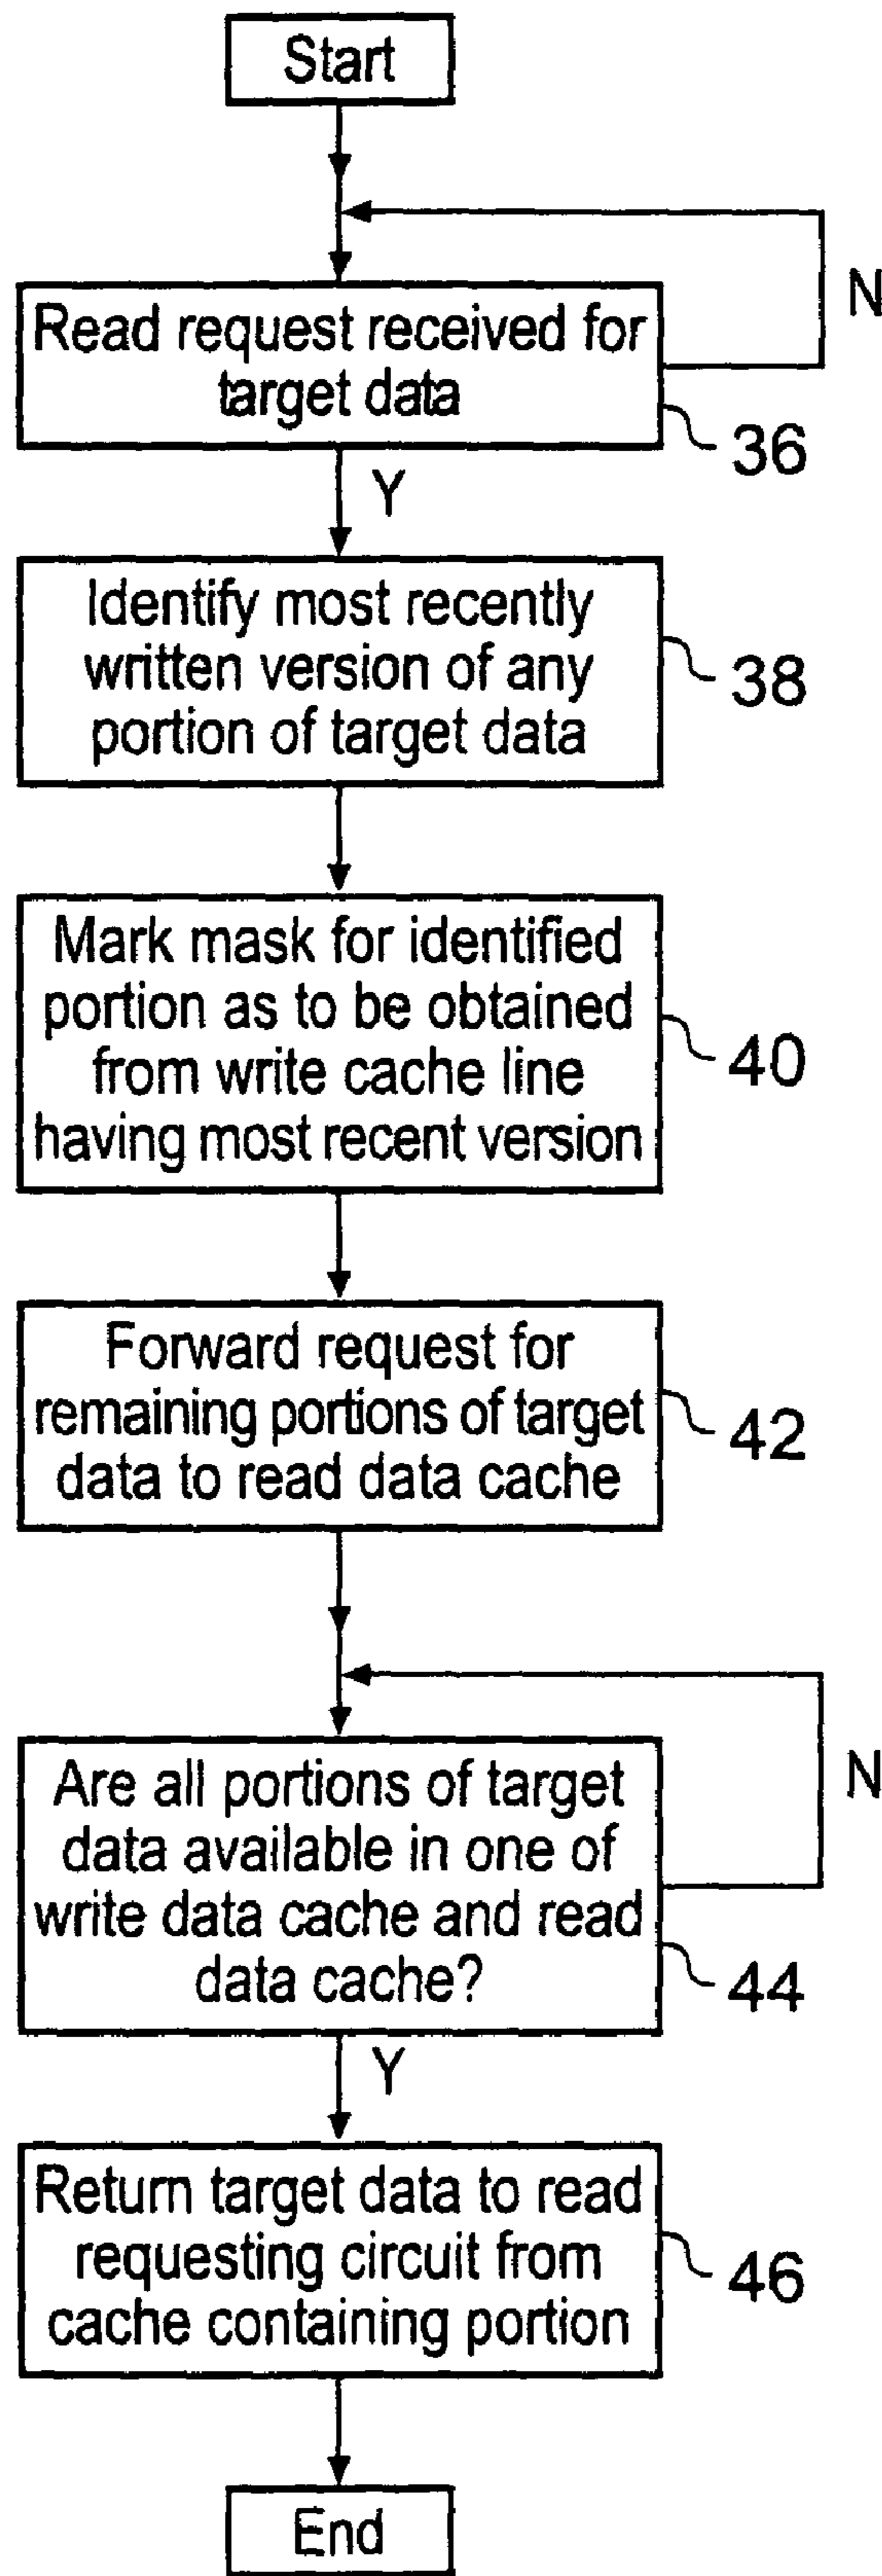 Start
N
Read request received for
target data
36
Y
Identify most recently
written version of any
portion of target data
38
Mark mask for identified
portion as to be obtained
from write cache line
having most recent version
40
Forward request for
remaining portions of target
data to read data cache
42
N
Are all portions of target
data available in one of
write data cache and read
data cache?
44
Y
Return target data to read
requesting circuit from
cache containing portion
46
End